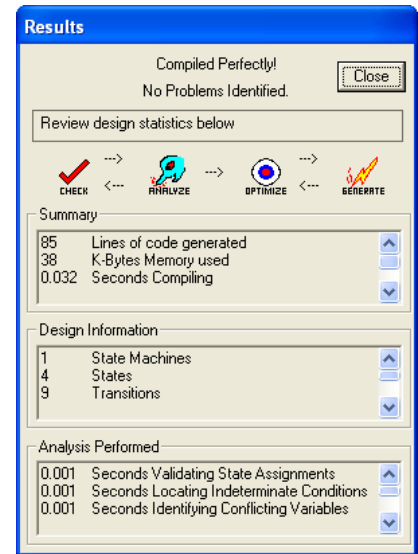 Results
Compiled Perfectly!
No Problems Identified.
Close
Review design statistics below
--> --> -->
<--- <---
CHECK ANALYZE OPTIMIZE GENERATE
Summary
85 Lines of code generated
38 K-Bytes Memory used
0.032 Seconds Compiling
Design Information
1 State Machines
4 States
9 Transitions
Analysis Performed
0.001 Seconds Validating State Assignments
0.001 Seconds Locating Indeterminate Conditions
0.001 Seconds Identifying Conflicting Variables